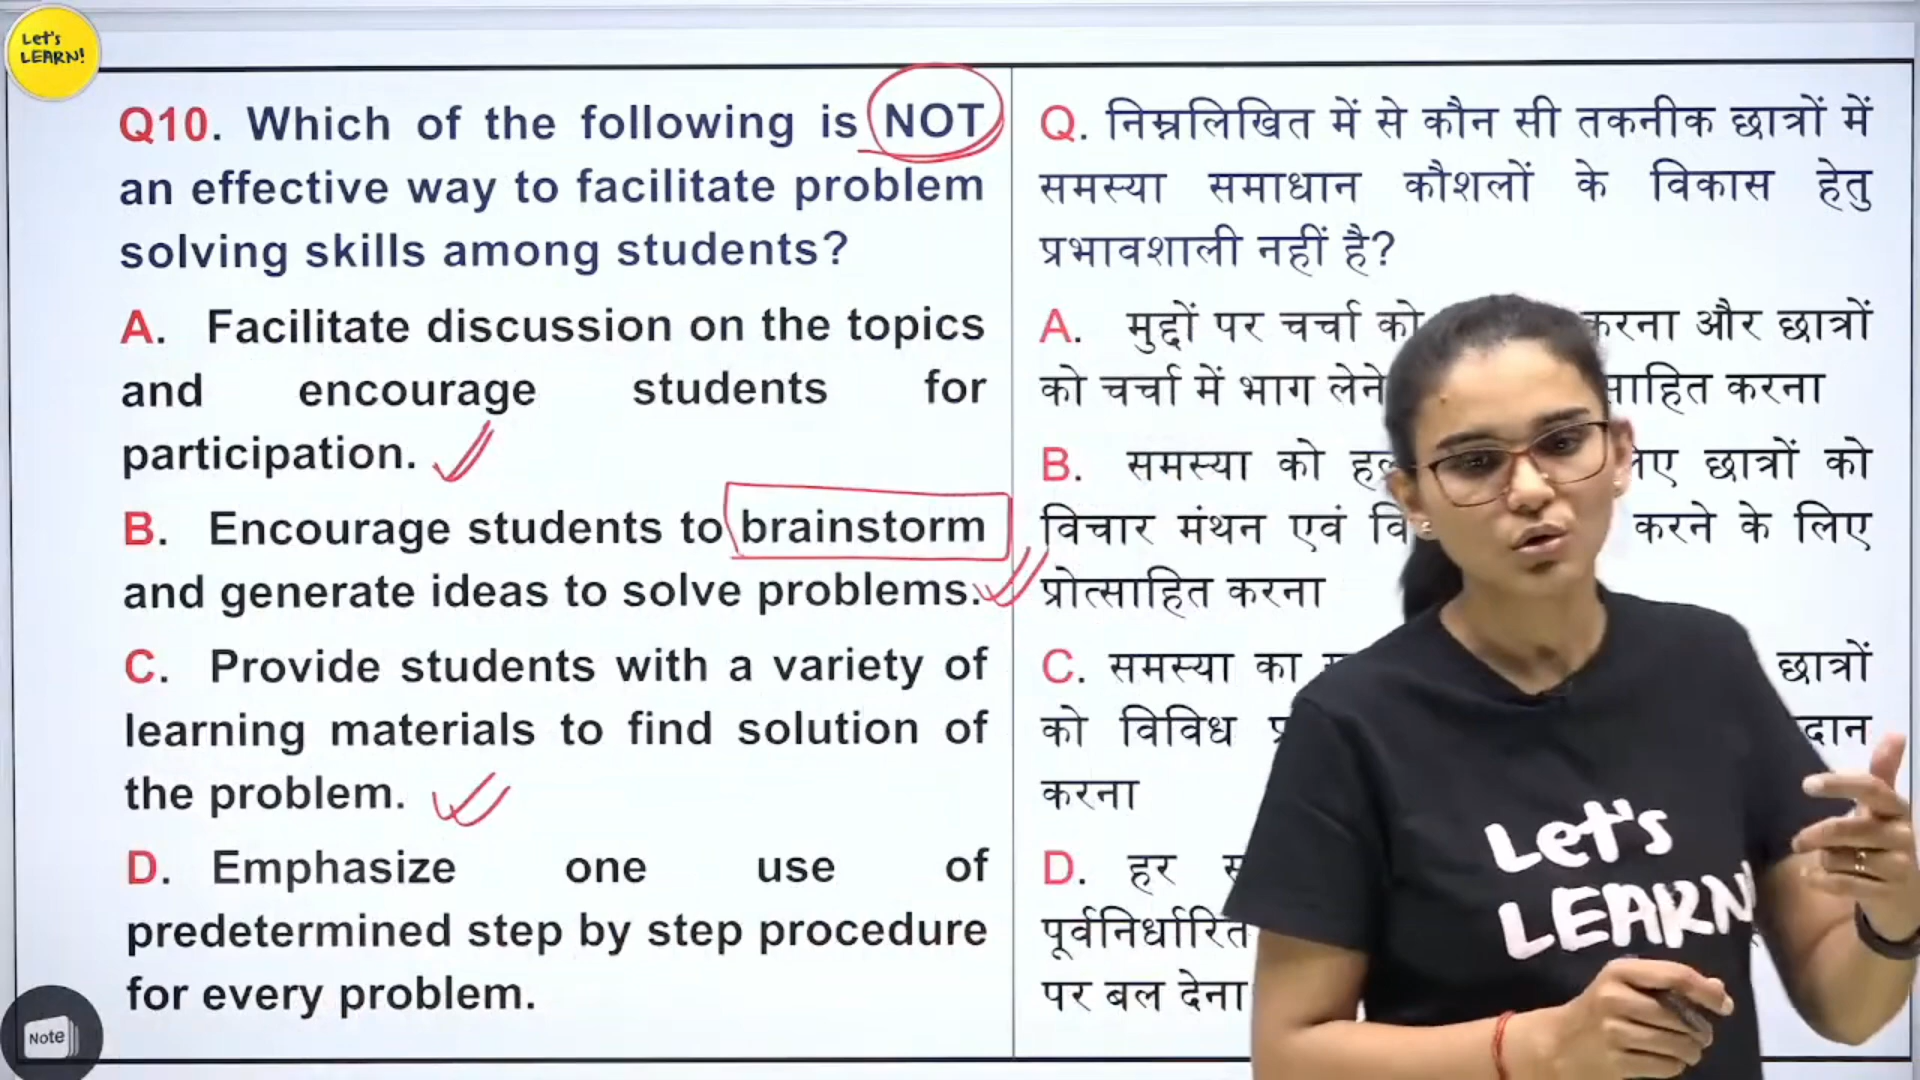 Let's
LEARN!
Q10. Which of the following is NOT
an effective way to facilitate problem
solving skills among students?
A. Facilitate discussion on the topics
and encourage students for
participation.
B. Encourage students to brainstorm
and generate ideas to solve problems.
C. Provide students with a variety of
learning materials to find solution of
the problem.
D. Emphasize one use of
predetermined step by step procedure
for every problem.
Q. निम्नलिखित में से कौन सी तकनीक छात्रों में
समस्या समाधान कौशलों के विकास हेतु
प्रभावशाली नहीं है?
A. मुद्दों पर चर्चा को करना और छात्रों
को चर्चा में भाग लेने करना
B. समस्या को छात्रों को
विचार मंथन एवं करने के लिए
प्रोत्साहित करना
C. समस्या का छात्रों
को विविध
करना
D. हर
पूर्वनिर्धारित
पर बल देना
Let's
LEARN!
Note